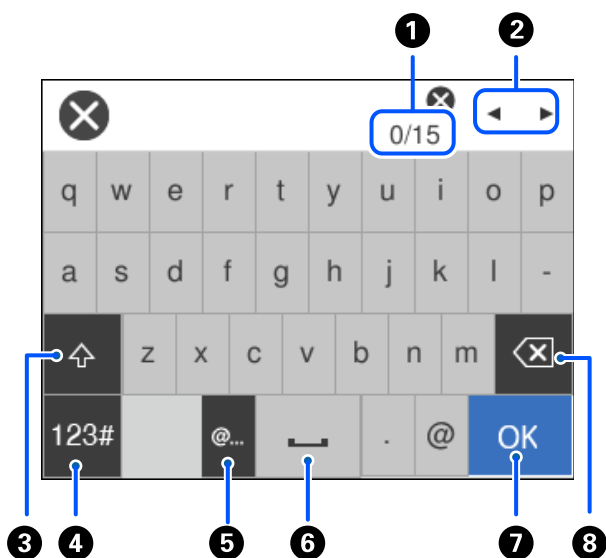 1 2
0/15
q w e r t y u i o p
a s d f g h j k l -
z x c v b n m
123# @... . @ OK
3 4 5 6 7 8